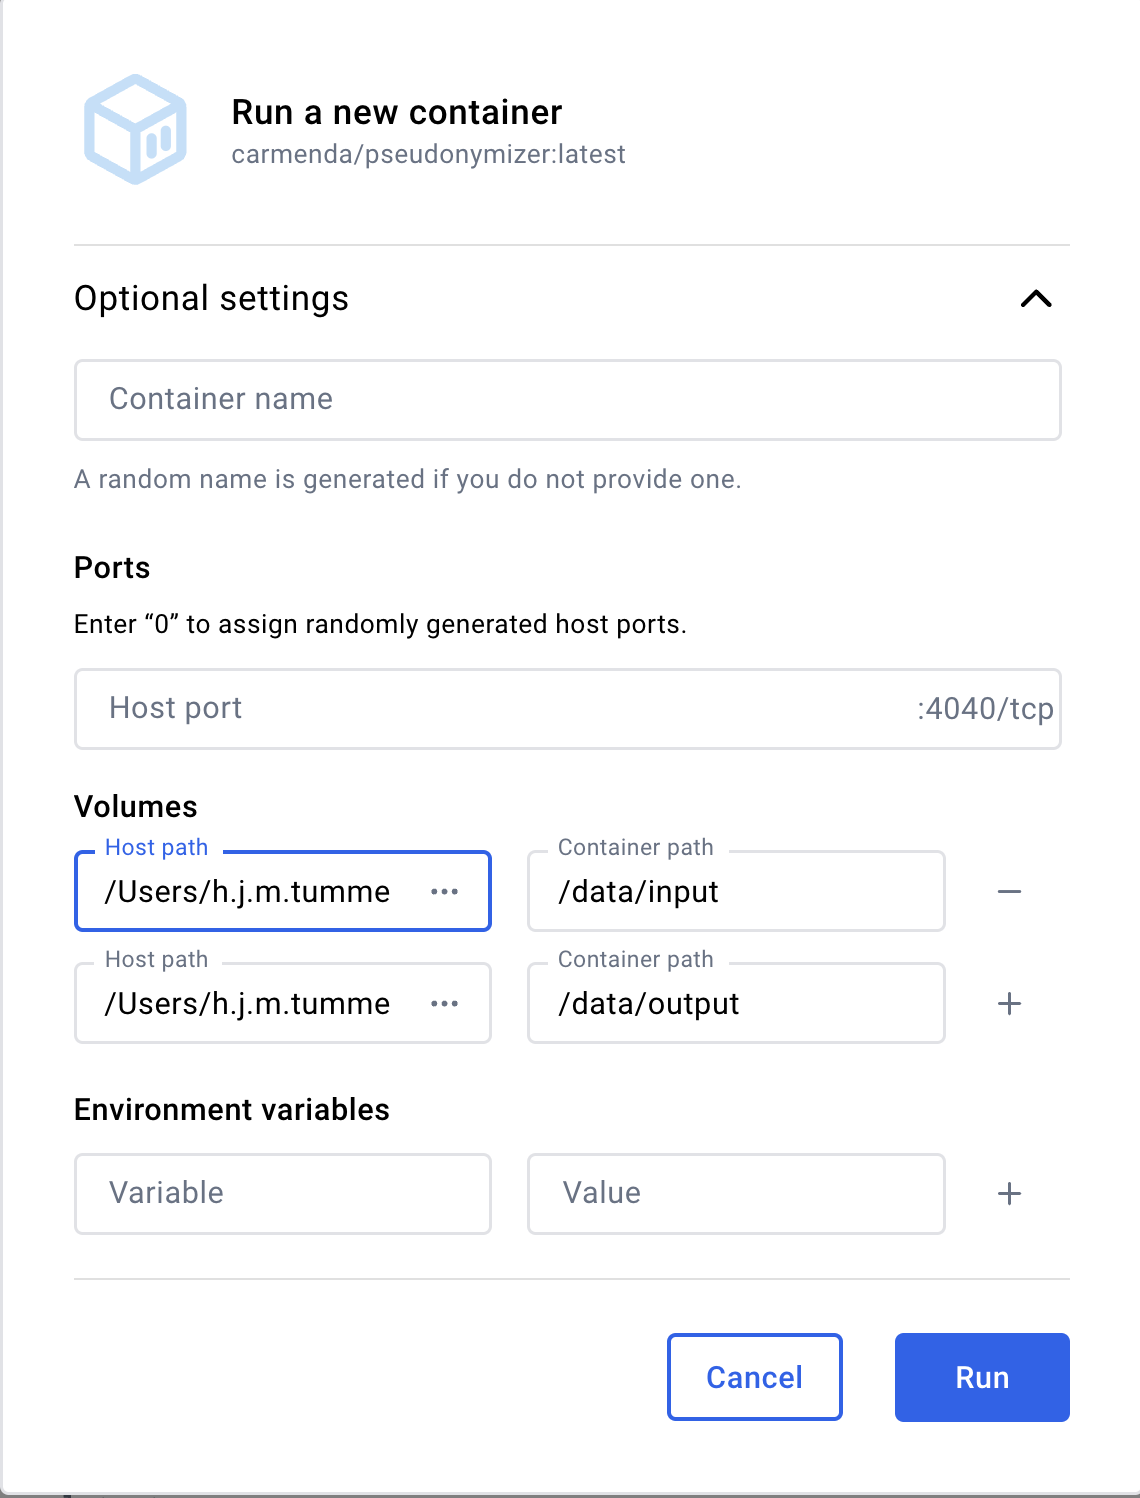 Run a new container
carmenda/pseudonymizer:latest
Optional settings
Container name
A random name is generated if you do not provide one.
Ports
Enter “0” to assign randomly generated host ports.
Host port :4040/tcp
Volumes
Host path Container path
/Users/h.j.m.tumme ••• /data/input −
Host path Container path
/Users/h.j.m.tumme ••• /data/output +
Environment variables
Variable Value +
Cancel Run